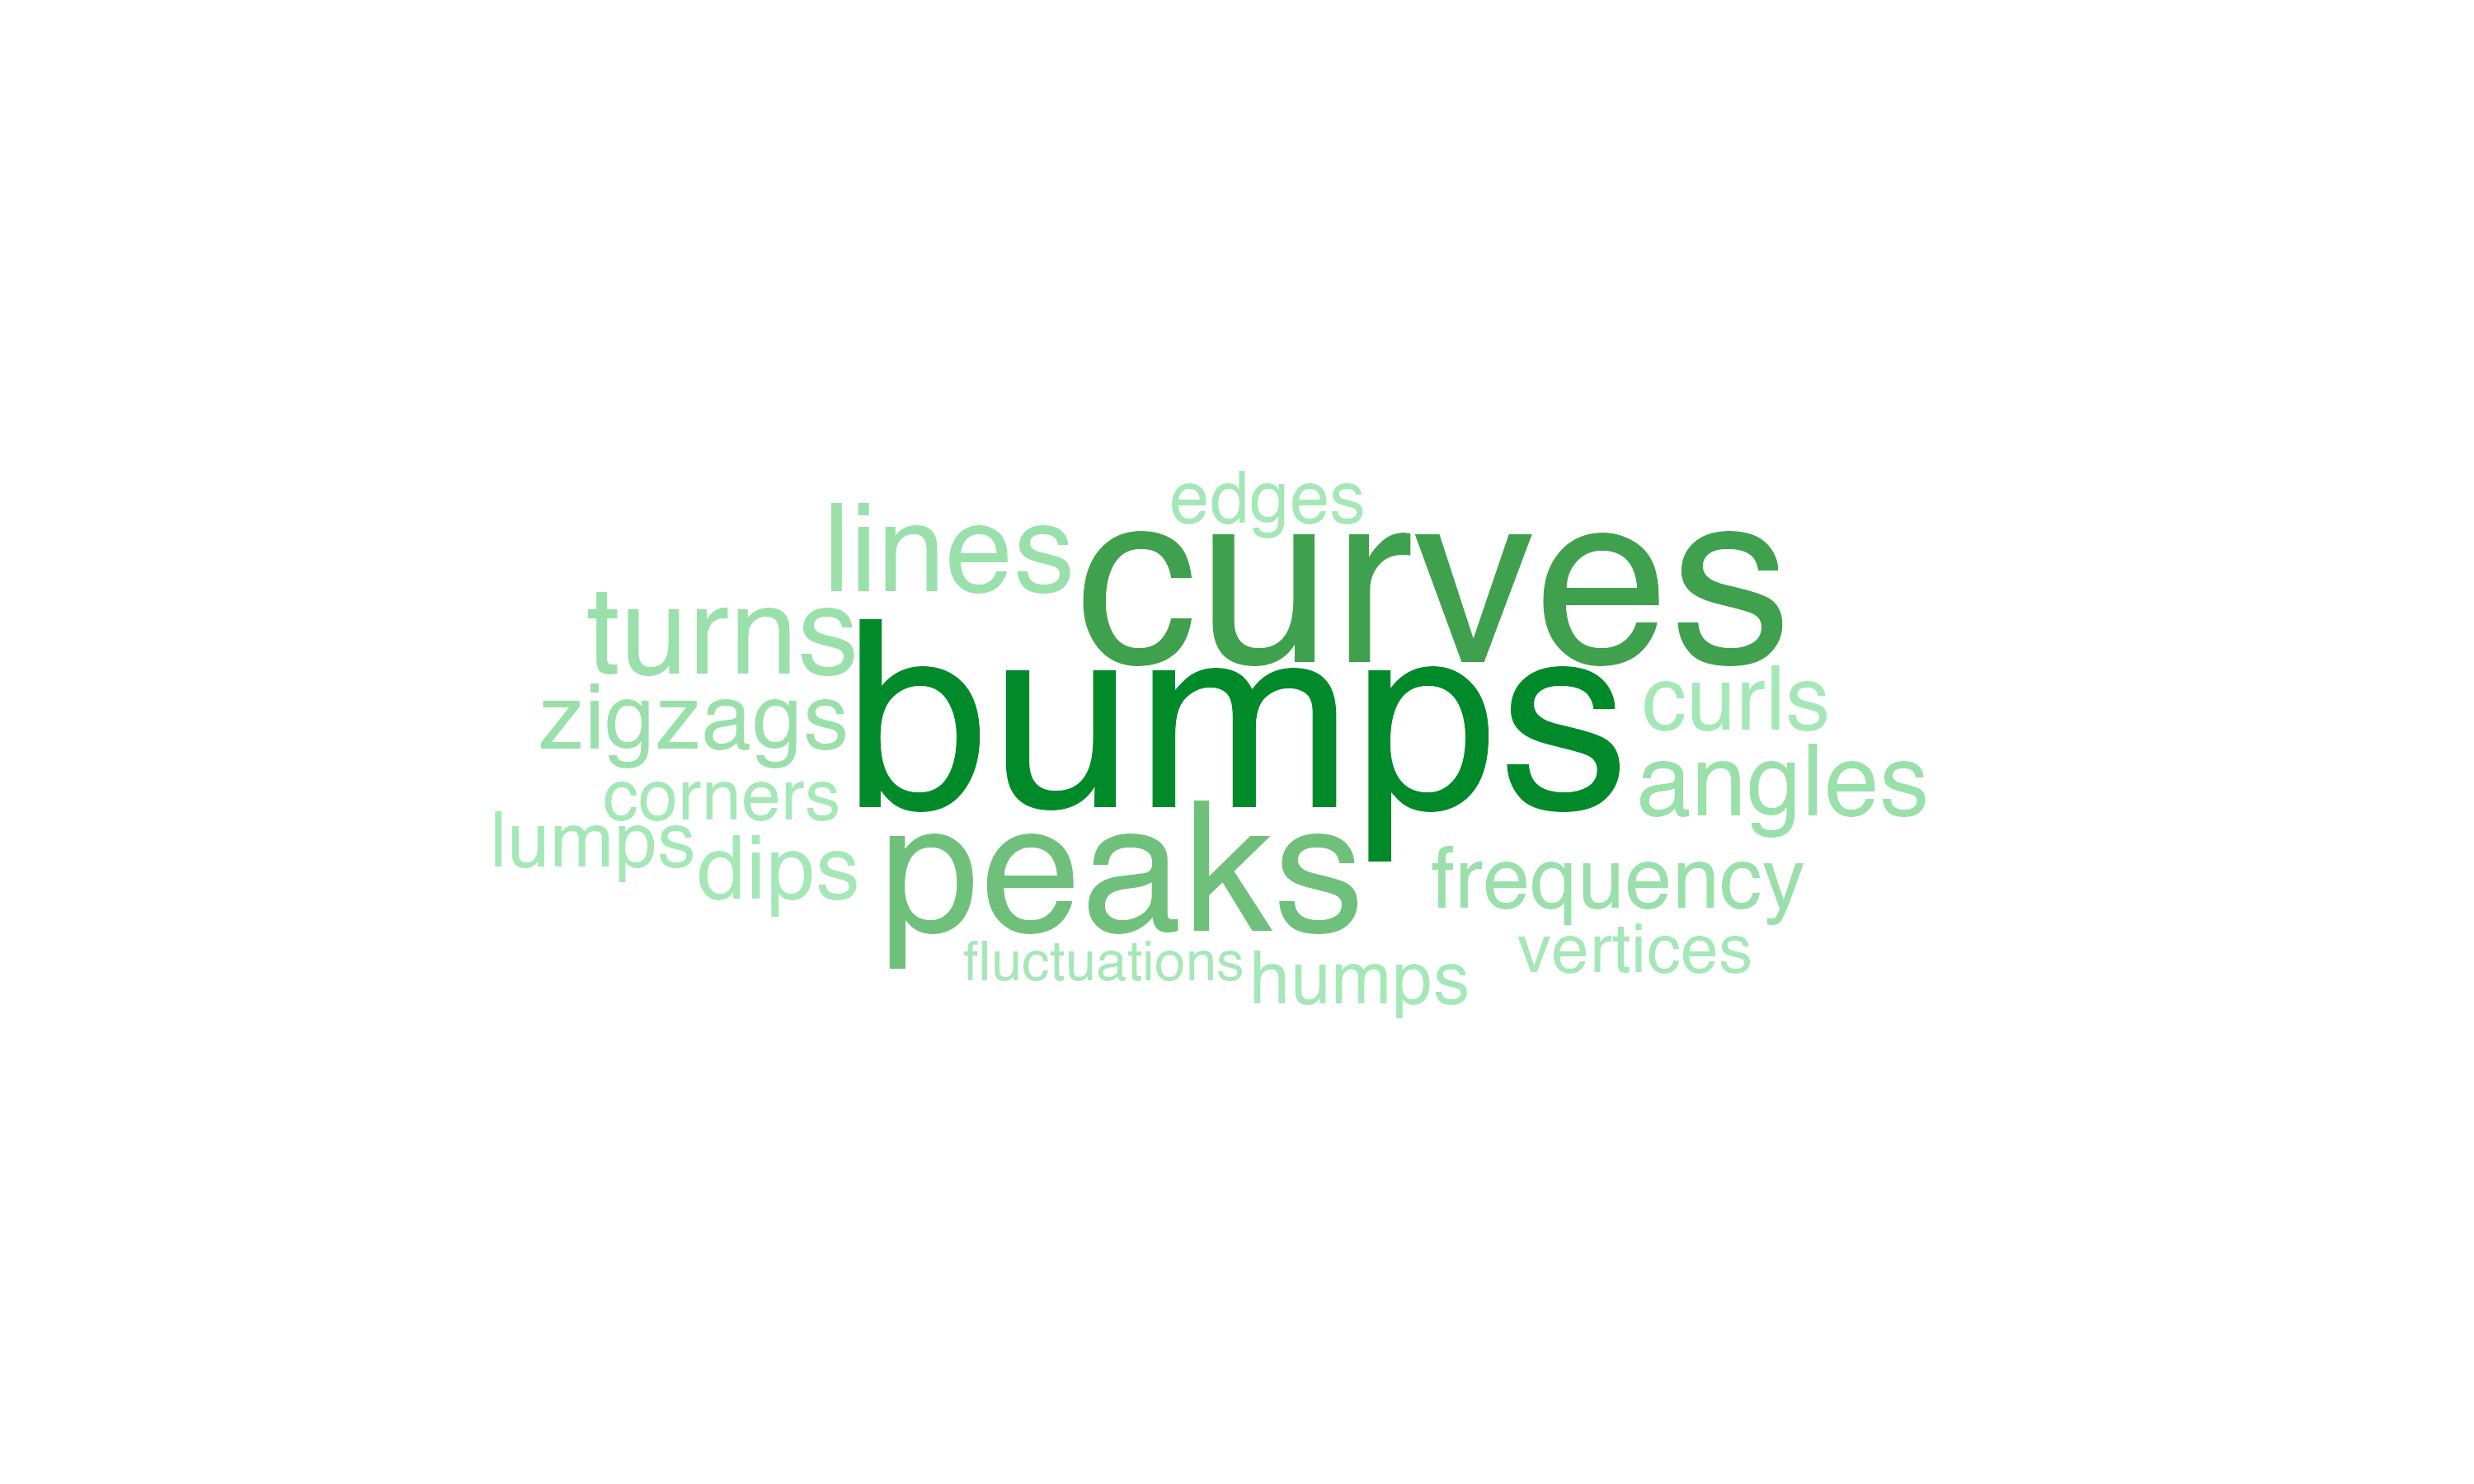 edges
lines
curves
turns
bumps
curls
zigzags
angles
corners
lumps
dips
peaks
frequency
vertices
fluctuations
humps